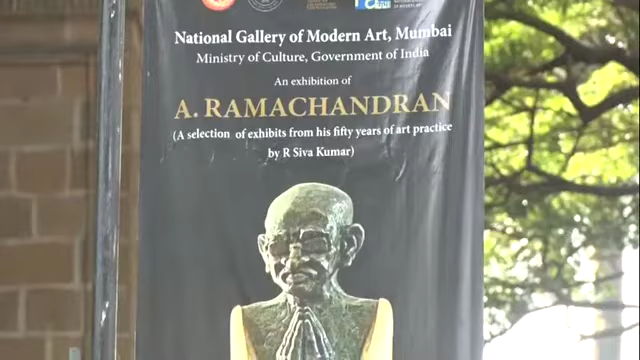 National Gallery of Modern Art, Mumbai
Ministry of Culture, Government of India
An exhibition of
A. RAMACHANDRAN
(A selection of exhibits from his fifty years of art practice
by R Siva Kumar)